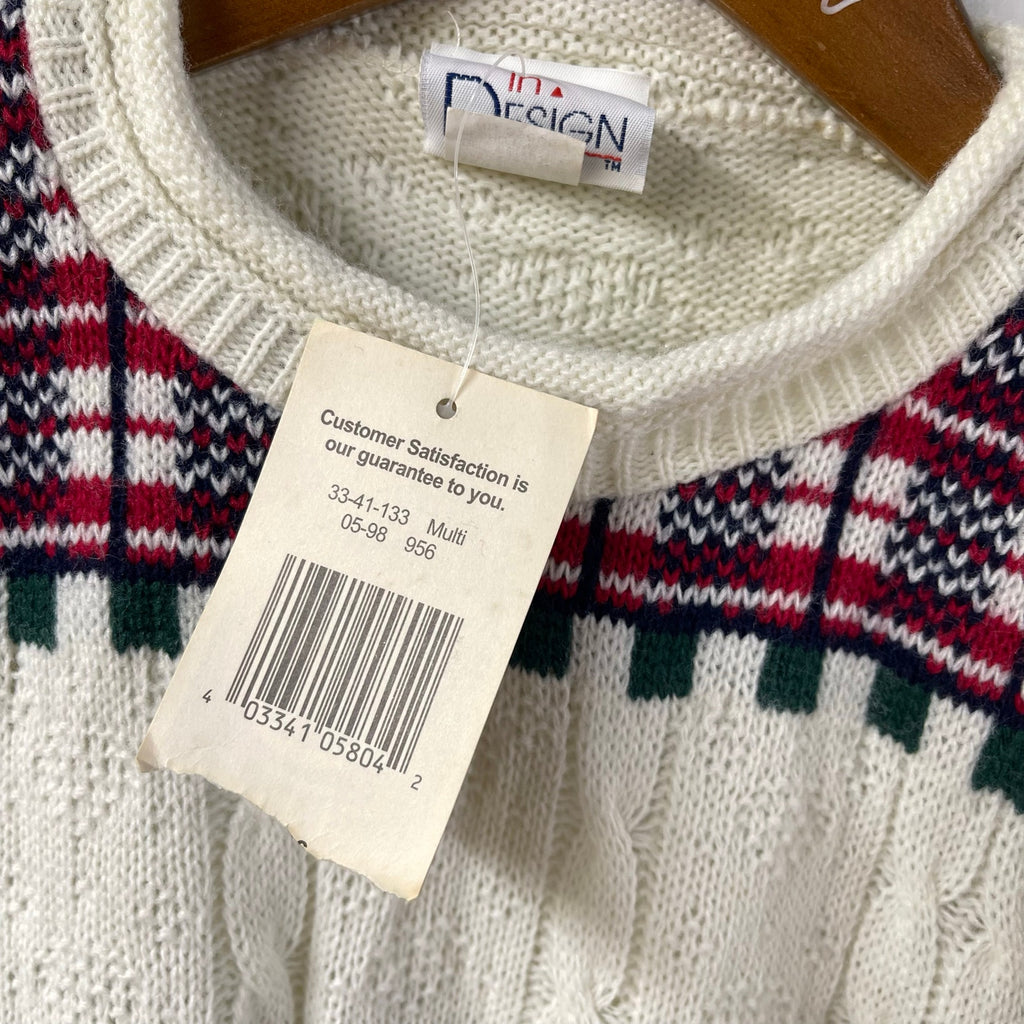 in
DESIGN
TM
Customer Satisfaction is
our guarantee to you.
33-41-133 Multi
05-98 956
4 03341 05804 2